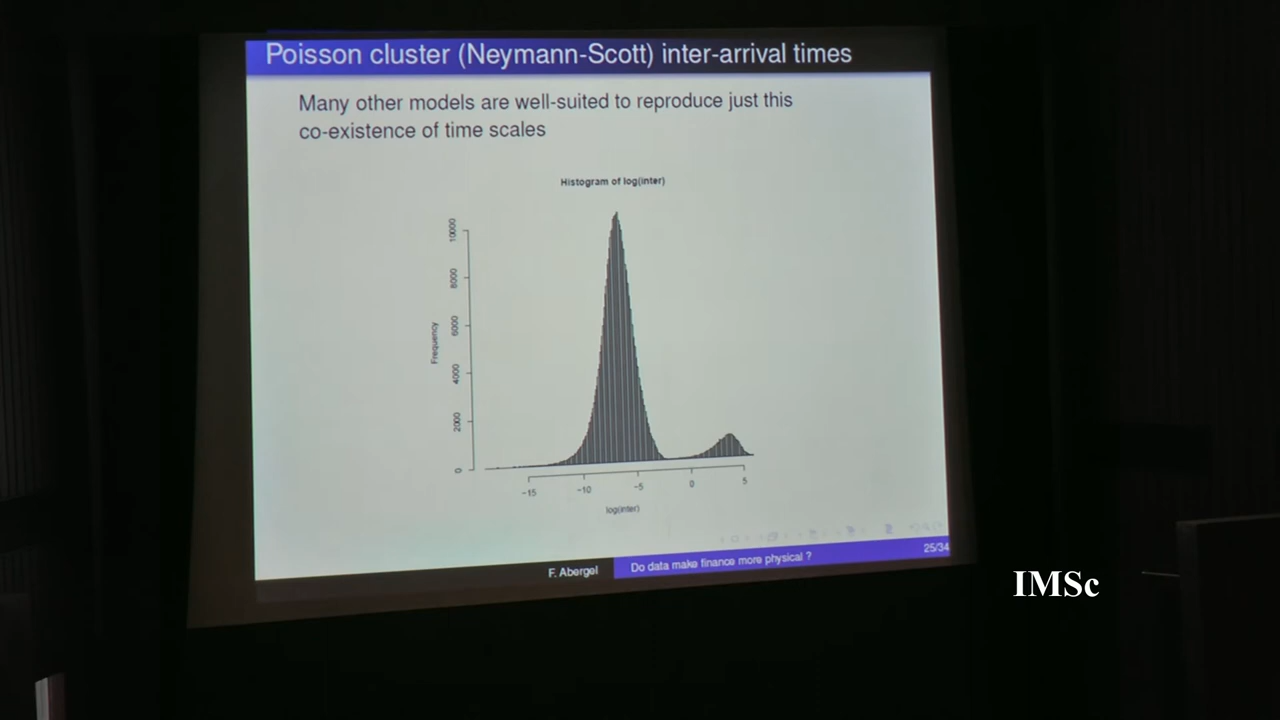 Poisson cluster (Neymann-Scott) inter-arrival times
Many other models are well-suited to reproduce just this
co-existence of time scales
Histogram of log(inter)
Frequency
10000
8000
6000
4000
2000
0
-15
-10
-5
0
5
log(inter)
F. Abergel
Do data make finance more physical ?
25/34
IMSc